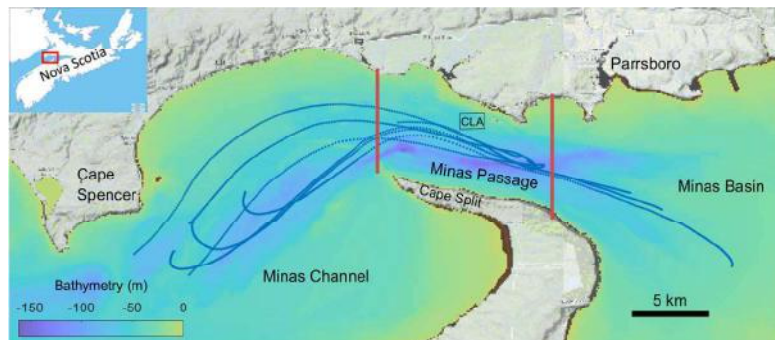 Nova Scotia
Parrsboro
CLA
Cape
Spencer
Minas Passage
Minas Basin
Cape Split
Minas Channel
Bathymetry (m)
-150 -100 -50 0
5 km